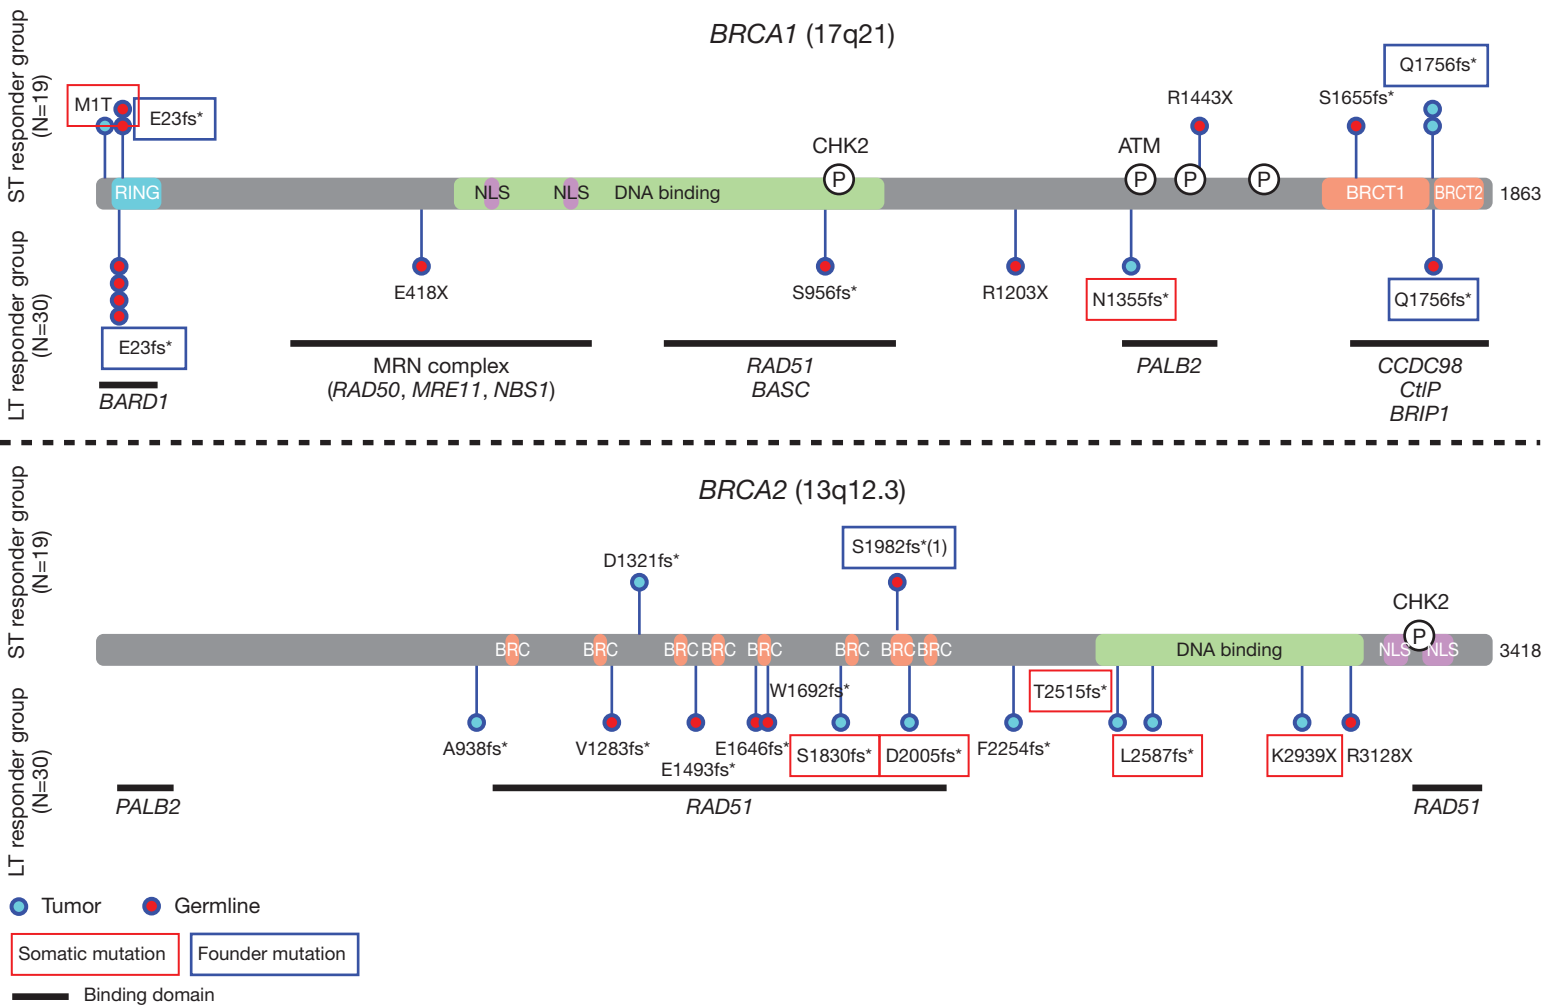 BRCA1 (17q21)
ST responder group
(N=19)
M1T
E23fs*
CHK2
ATM
R1443X
S1655fs*
Q1756fs*
RING
NLS
NLS
DNA binding
P
P
P
P
BRCT1
BRCT2
1863
LT responder group
(N=30)
E23fs*
E418X
S956fs*
R1203X
N1355fs*
Q1756fs*
BARD1
MRN complex
(RAD50, MRE11, NBS1)
RAD51
BASC
PALB2
CCDC98
CtIP
BRIP1
BRCA2 (13q12.3)
ST responder group
(N=19)
D1321fs*
S1982fs*(1)
CHK2
P
BRC
BRC
BRC
BRC
BRC
BRC
BRC
BRC
DNA binding
NLS
NLS
3418
LT responder group
(N=30)
A938fs*
V1283fs*
E1493fs*
E1646fs*
W1692fs*
S1830fs*
D2005fs*
F2254fs*
T2515fs*
L2587fs*
K2939X
R3128X
PALB2
RAD51
RAD51
Tumor
Germline
Somatic mutation
Founder mutation
Binding domain